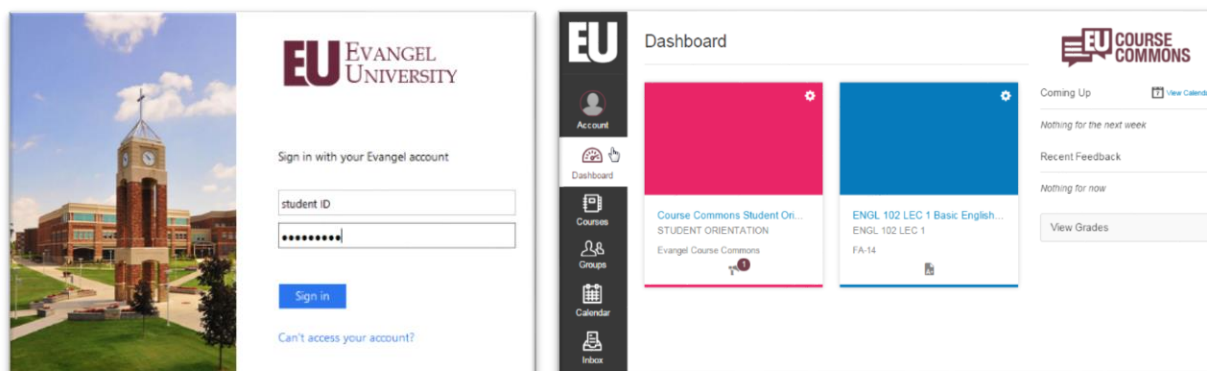 EU EVANGEL
UNIVERSITY
Sign in with your Evangel account
student ID
•••••••••
Sign in
Can't access your account?
EU
Account
Dashboard
Courses
Groups
Calendar
Inbox
Dashboard
Course Commons Student Ori...
STUDENT ORIENTATION
Evangel Course Commons
1
ENGL 102 LEC 1 Basic English...
ENGL 102 LEC 1
FA-14
EU COURSE
COMMONS
Coming Up
7 View Calenda
Nothing for the next week
Recent Feedback
Nothing for now
View Grades